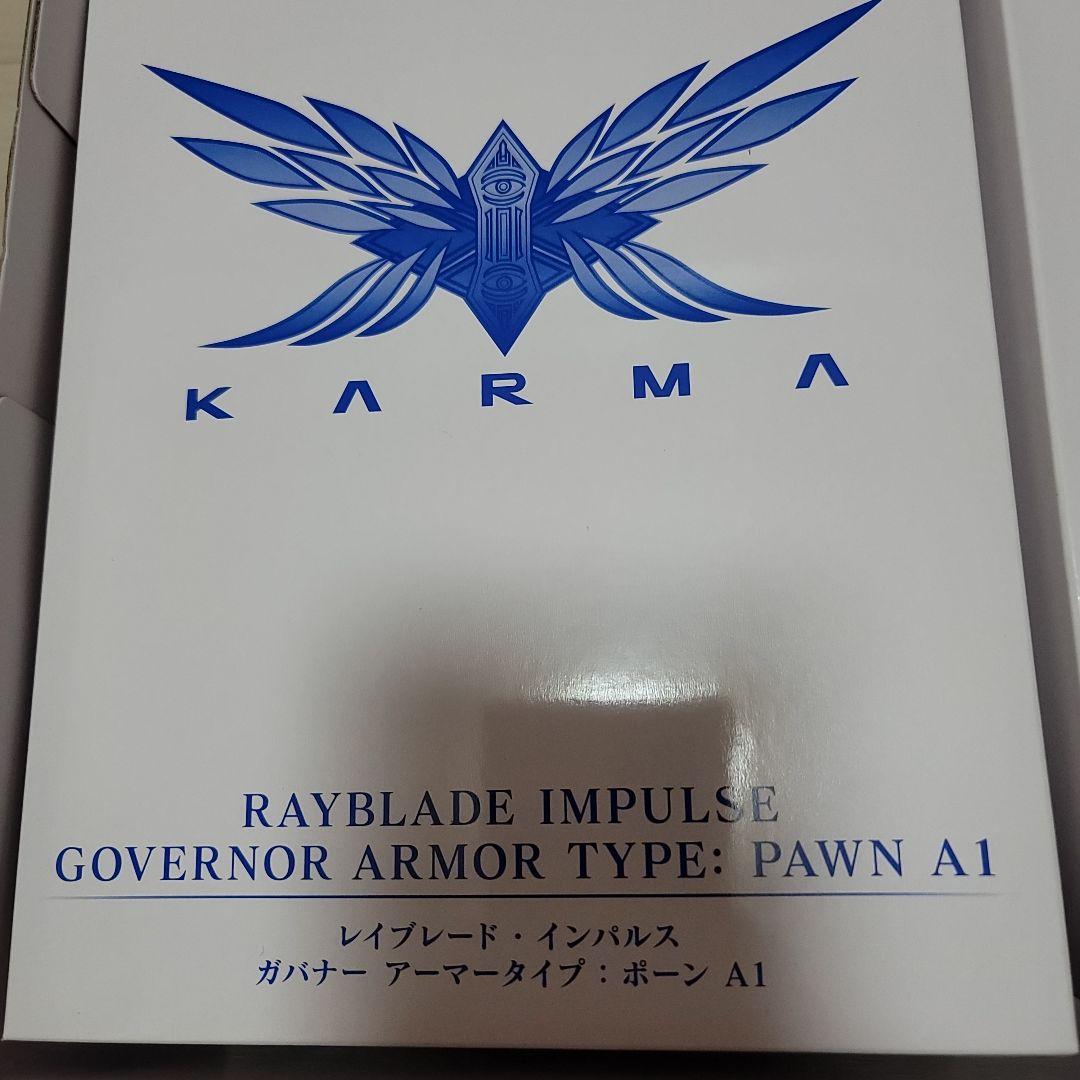 KARMA
RAYBLADE IMPULSE
GOVERNOR ARMOR TYPE: PAWN A1
レイブレード・インパルス
ガバナー アーマータイプ：ポーン A1